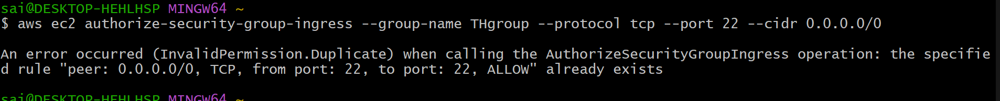 sai@DESKTOP-HEHLHSP MINGW64 ~
$ aws ec2 authorize-security-group-ingress --group-name THgroup --protocol tcp --port 22 --cidr 0.0.0.0/0
An error occurred (InvalidPermission.Duplicate) when calling the AuthorizeSecurityGroupIngress operation: the specifie
d rule "peer: 0.0.0.0/0, TCP, from port: 22, to port: 22, ALLOW" already exists
sai@DESKTOP-HEHLHSP MINGW64 ~